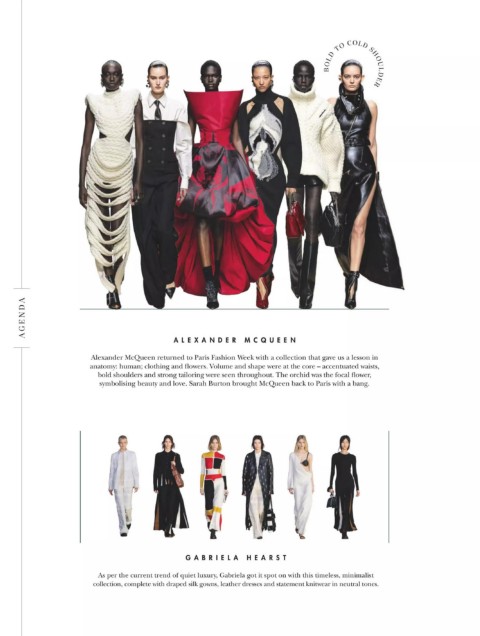 BOLD TO COLD SHOULDER
AGENDA
ALEXANDER MCQUEEN
Alexander McQueen returned to Paris Fashion Week with a collection that gave us a lesson in
anatomy: human; clothing and flowers. Volume and shape were at the core – accentuated waists,
bold shoulders and strong tailoring were seen throughout. The orchid was the focal flower,
symbolising beauty and love. Sarah Burton brought McQueen back to Paris with a bang.
GABRIELA HEARST
As per the current trend of quiet luxury, Gabriela got it spot on with this timeless, minimalist
collection, complete with draped silk gowns, leather dresses and statement knitwear in neutral tones.